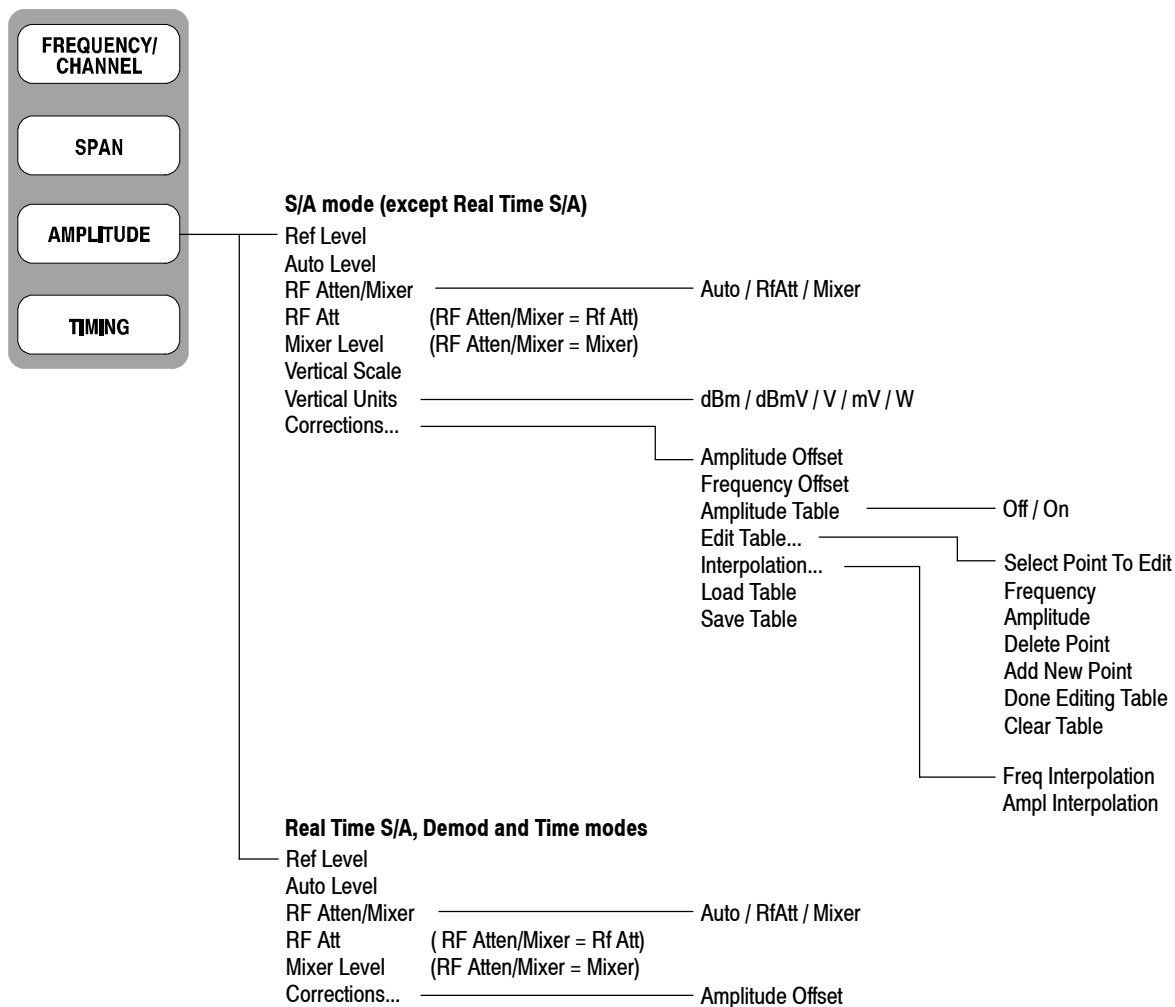 FREQUENCY/
CHANNEL
SPAN
AMPLITUDE
TIMING
S/A mode (except Real Time S/A)
Ref Level
Auto Level
RF Atten/Mixer Auto / RfAtt / Mixer
RF Att (RF Atten/Mixer = Rf Att)
Mixer Level (RF Atten/Mixer = Mixer)
Vertical Scale
Vertical Units dBm / dBmV / V / mV / W
Corrections...
Amplitude Offset
Frequency Offset
Amplitude Table Off / On
Edit Table...
Interpolation...
Load Table
Save Table
Select Point To Edit
Frequency
Amplitude
Delete Point
Add New Point
Done Editing Table
Clear Table
Freq Interpolation
Ampl Interpolation
Real Time S/A, Demod and Time modes
Ref Level
Auto Level
RF Atten/Mixer Auto / RfAtt / Mixer
RF Att ( RF Atten/Mixer = Rf Att)
Mixer Level (RF Atten/Mixer = Mixer)
Corrections... Amplitude Offset